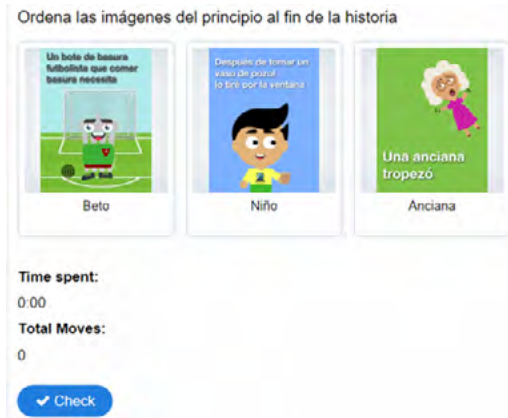 Ordena las imágenes del principio al fin de la historia
Un bote de basura
futbolista que comer
basura necesita
Después de tomar un
vaso de pozol
lo tiré por la ventana
Una anciana
tropezó
Beto
Niño
Anciana
Time spent:
0:00
Total Moves:
0
Check